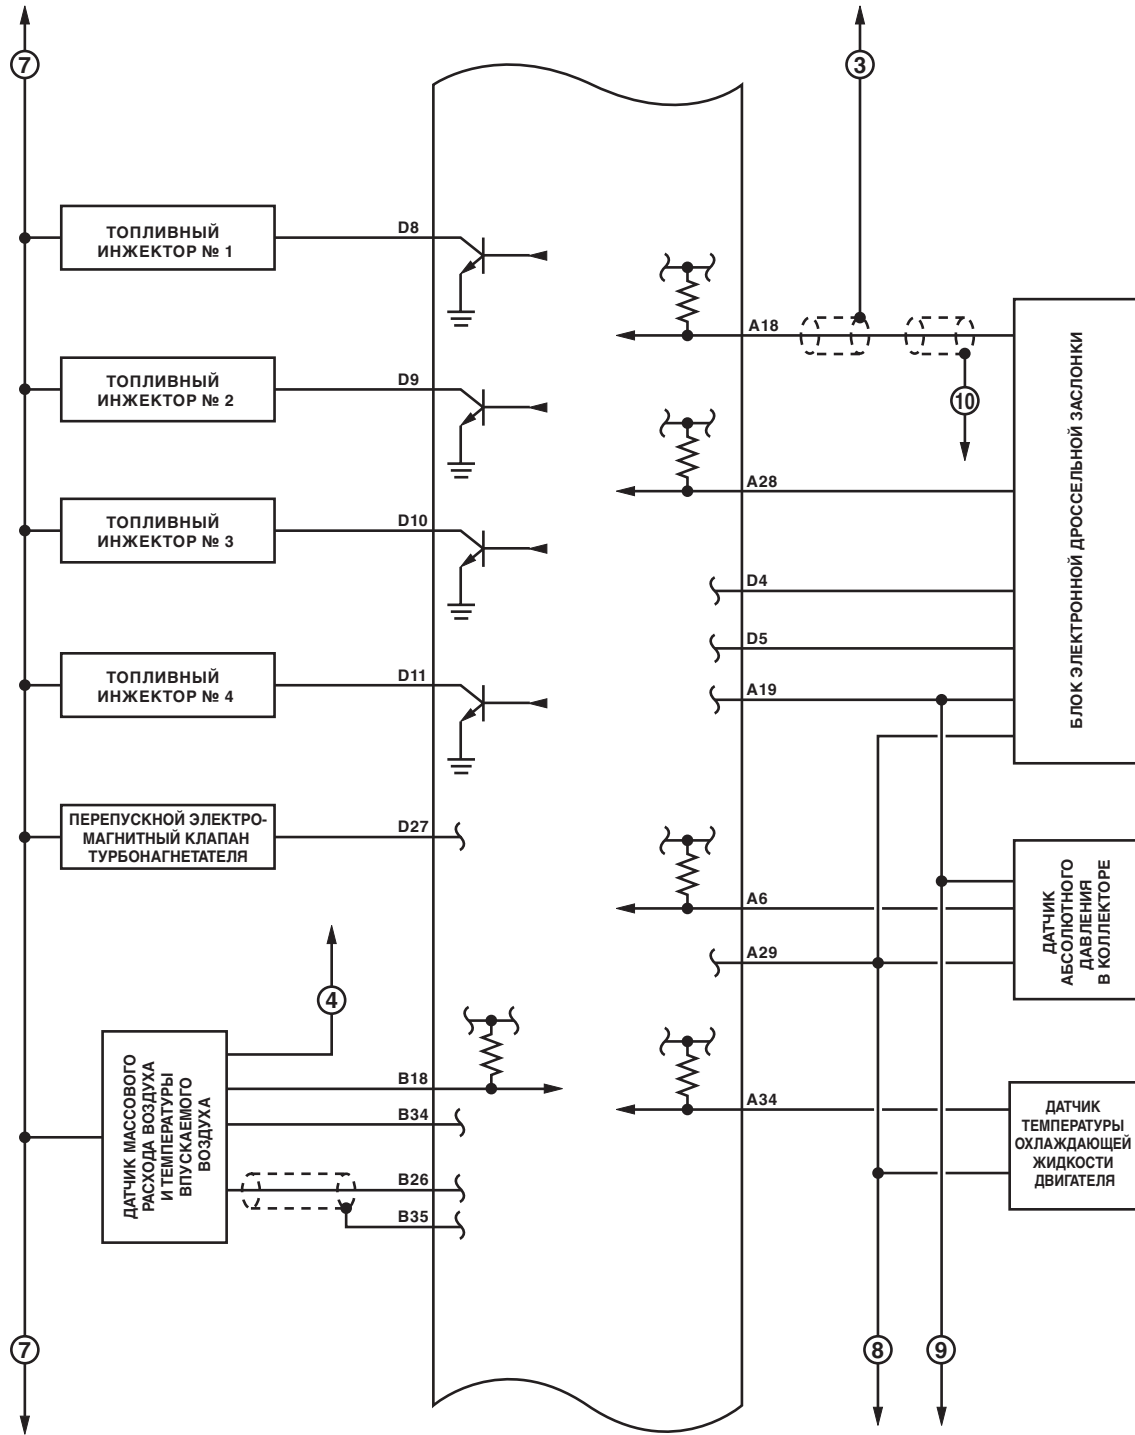 7
3
ТОПЛИВНЫЙ
ИНЖЕКТОР № 1
D8
A18
ТОПЛИВНЫЙ
ИНЖЕКТОР № 2
D9
10
A28
ТОПЛИВНЫЙ
ИНЖЕКТОР № 3
D10
D4
D5
ТОПЛИВНЫЙ
ИНЖЕКТОР № 4
D11
A19
БЛОК ЭЛЕКТРОННОЙ ДРОССЕЛЬНОЙ ЗАСЛОНКИ
ПЕРЕПУСКНОЙ ЭЛЕКТРО-
МАГНИТНЫЙ КЛАПАН
ТУРБОНАГНЕТАТЕЛЯ
D27
A6
A29
ДАТЧИК
АБСОЛЮТНОГО
ДАВЛЕНИЯ
В КОЛЛЕКТОРЕ
4
ДАТЧИК МАССОВОГО
РАСХОДА ВОЗДУХА
И ТЕМПЕРАТУРЫ
ВПУСКАЕМОГО
ВОЗДУХА
B18
B34
B26
B35
A34
ДАТЧИК
ТЕМПЕРАТУРЫ
ОХЛАЖДАЮЩЕЙ
ЖИДКОСТИ
ДВИГАТЕЛЯ
7
8
9